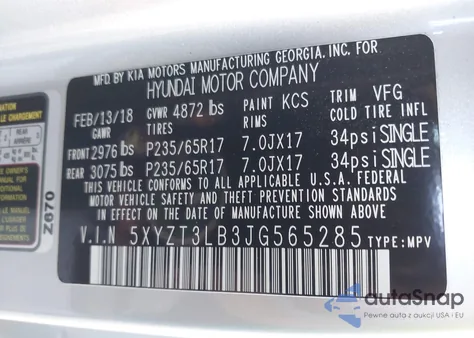 MFD. BY KIA MOTORS MANUFACTURING GEORGIA, INC. FOR
HYUNDAI MOTOR COMPANY
FEB/13/18 GVWR 4872 lbs PAINT KCS TRIM VFG
GAWR TIRES RIMS COLD TIRE INFL
FRONT 2976 lbs P235/65R17 7.0JX17 34psi SINGLE
REAR 3075 lbs P235/65R17 7.0JX17 34psi SINGLE
THIS VEHICLE CONFORMS TO ALL APPLICABLE U.S.A. FEDERAL
MOTOR VEHICLE SAFETY AND THEFT PREVENTION STANDARDS
IN EFFECT ON THE DATE OF MANUFACTURE SHOWN ABOVE.
V.I.N 5XYZT3LB3JG565285 TYPE:MPV
Z670
REAR
autaSnap
Pewne auta z aukcji USA i EU